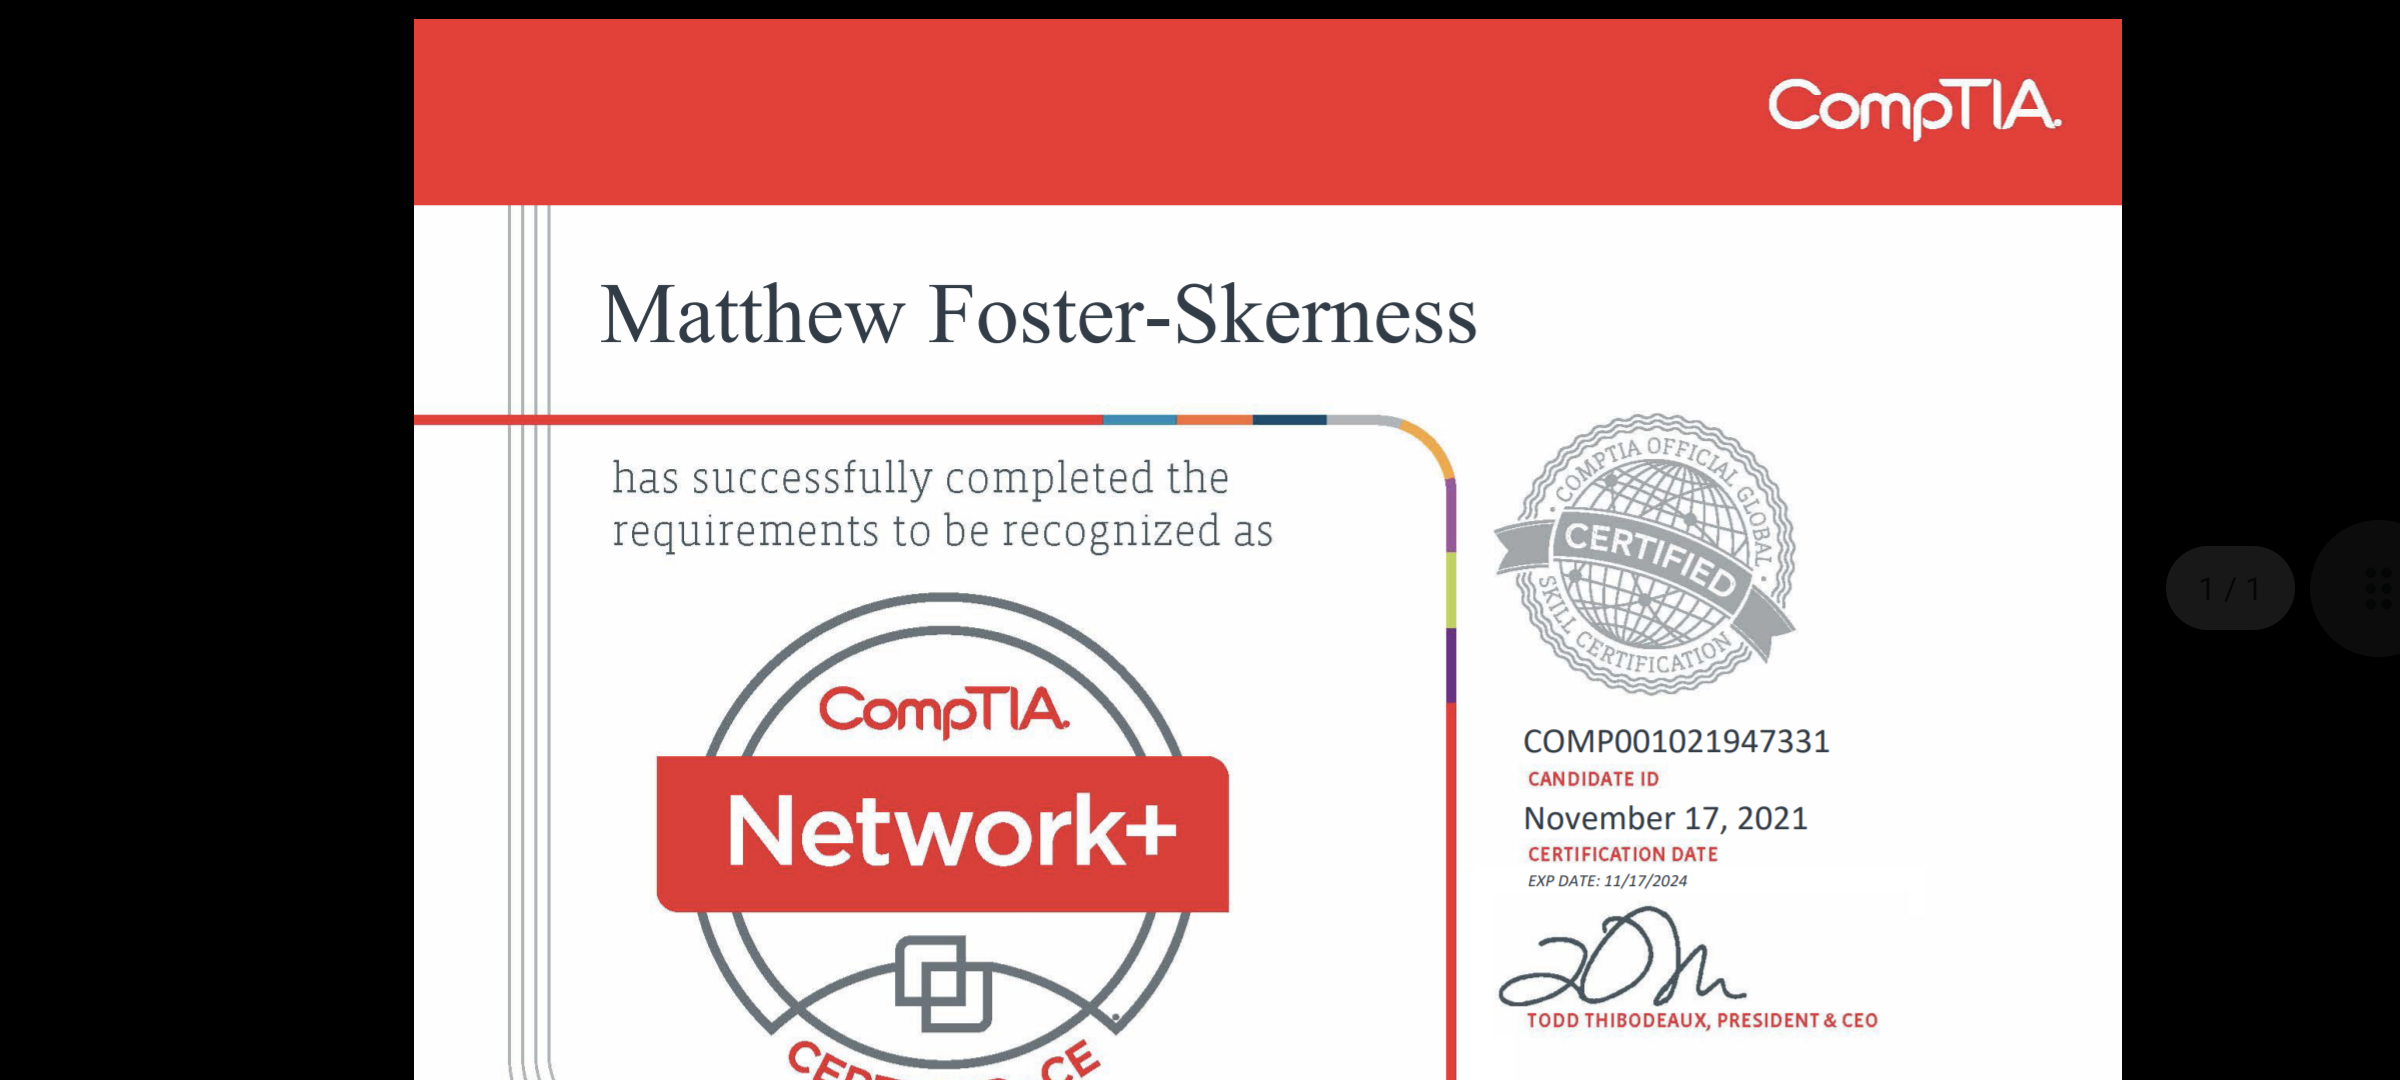 CompTIA.
Matthew Foster-Skerness
has successfully completed the
requirements to be recognized as
CompTIA.
Network+
COMPTIA OFFICIAL GLOBAL
CERTIFIED
SKILL CERTIFICATION
COMP001021947331
CANDIDATE ID
November 17, 2021
CERTIFICATION DATE
EXP DATE: 11/17/2024
TODD THIBODEAUX, PRESIDENT & CEO
CE
1 / 1